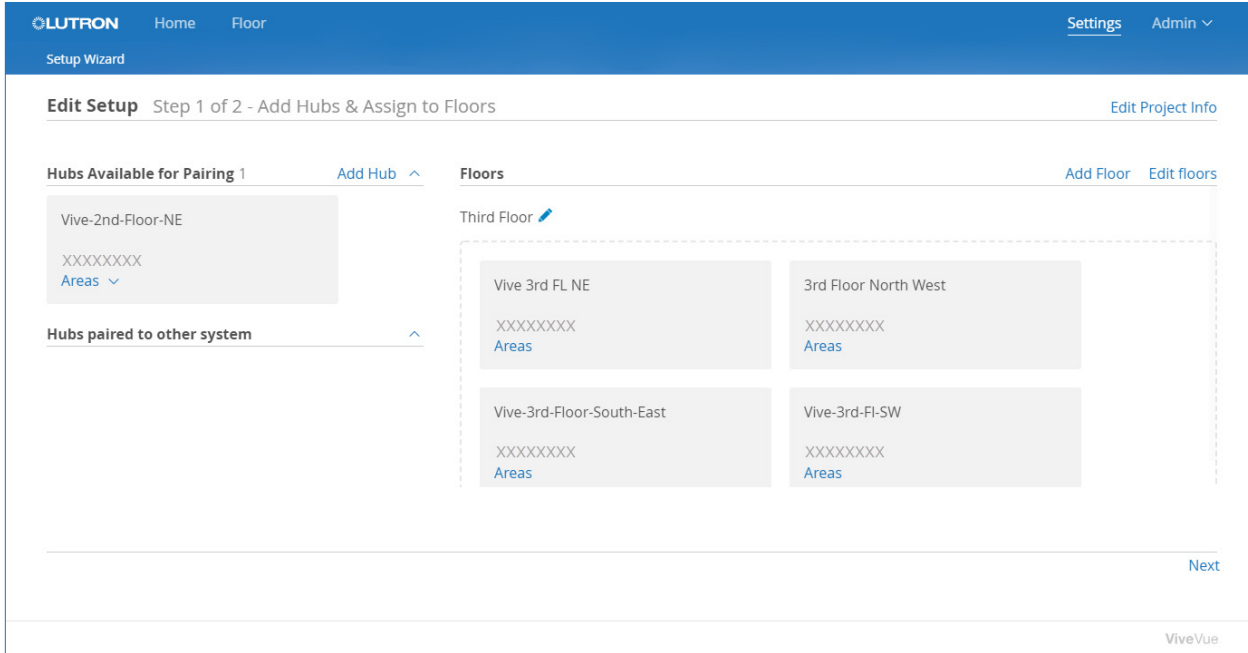 LUTRON Home Floor Settings Admin
Setup Wizard
Edit Setup Step 1 of 2 - Add Hubs & Assign to Floors Edit Project Info
Hubs Available for Pairing 1 Add Hub
Vive-2nd-Floor-NE
XXXXXXXX
Areas
Hubs paired to other system
Floors Add Floor Edit floors
Third Floor
Vive 3rd FL NE
XXXXXXXX
Areas
3rd Floor North West
XXXXXXXX
Areas
Vive-3rd-Floor-South-East
XXXXXXXX
Areas
Vive-3rd-Fl-SW
XXXXXXXX
Areas
Next
ViveVue